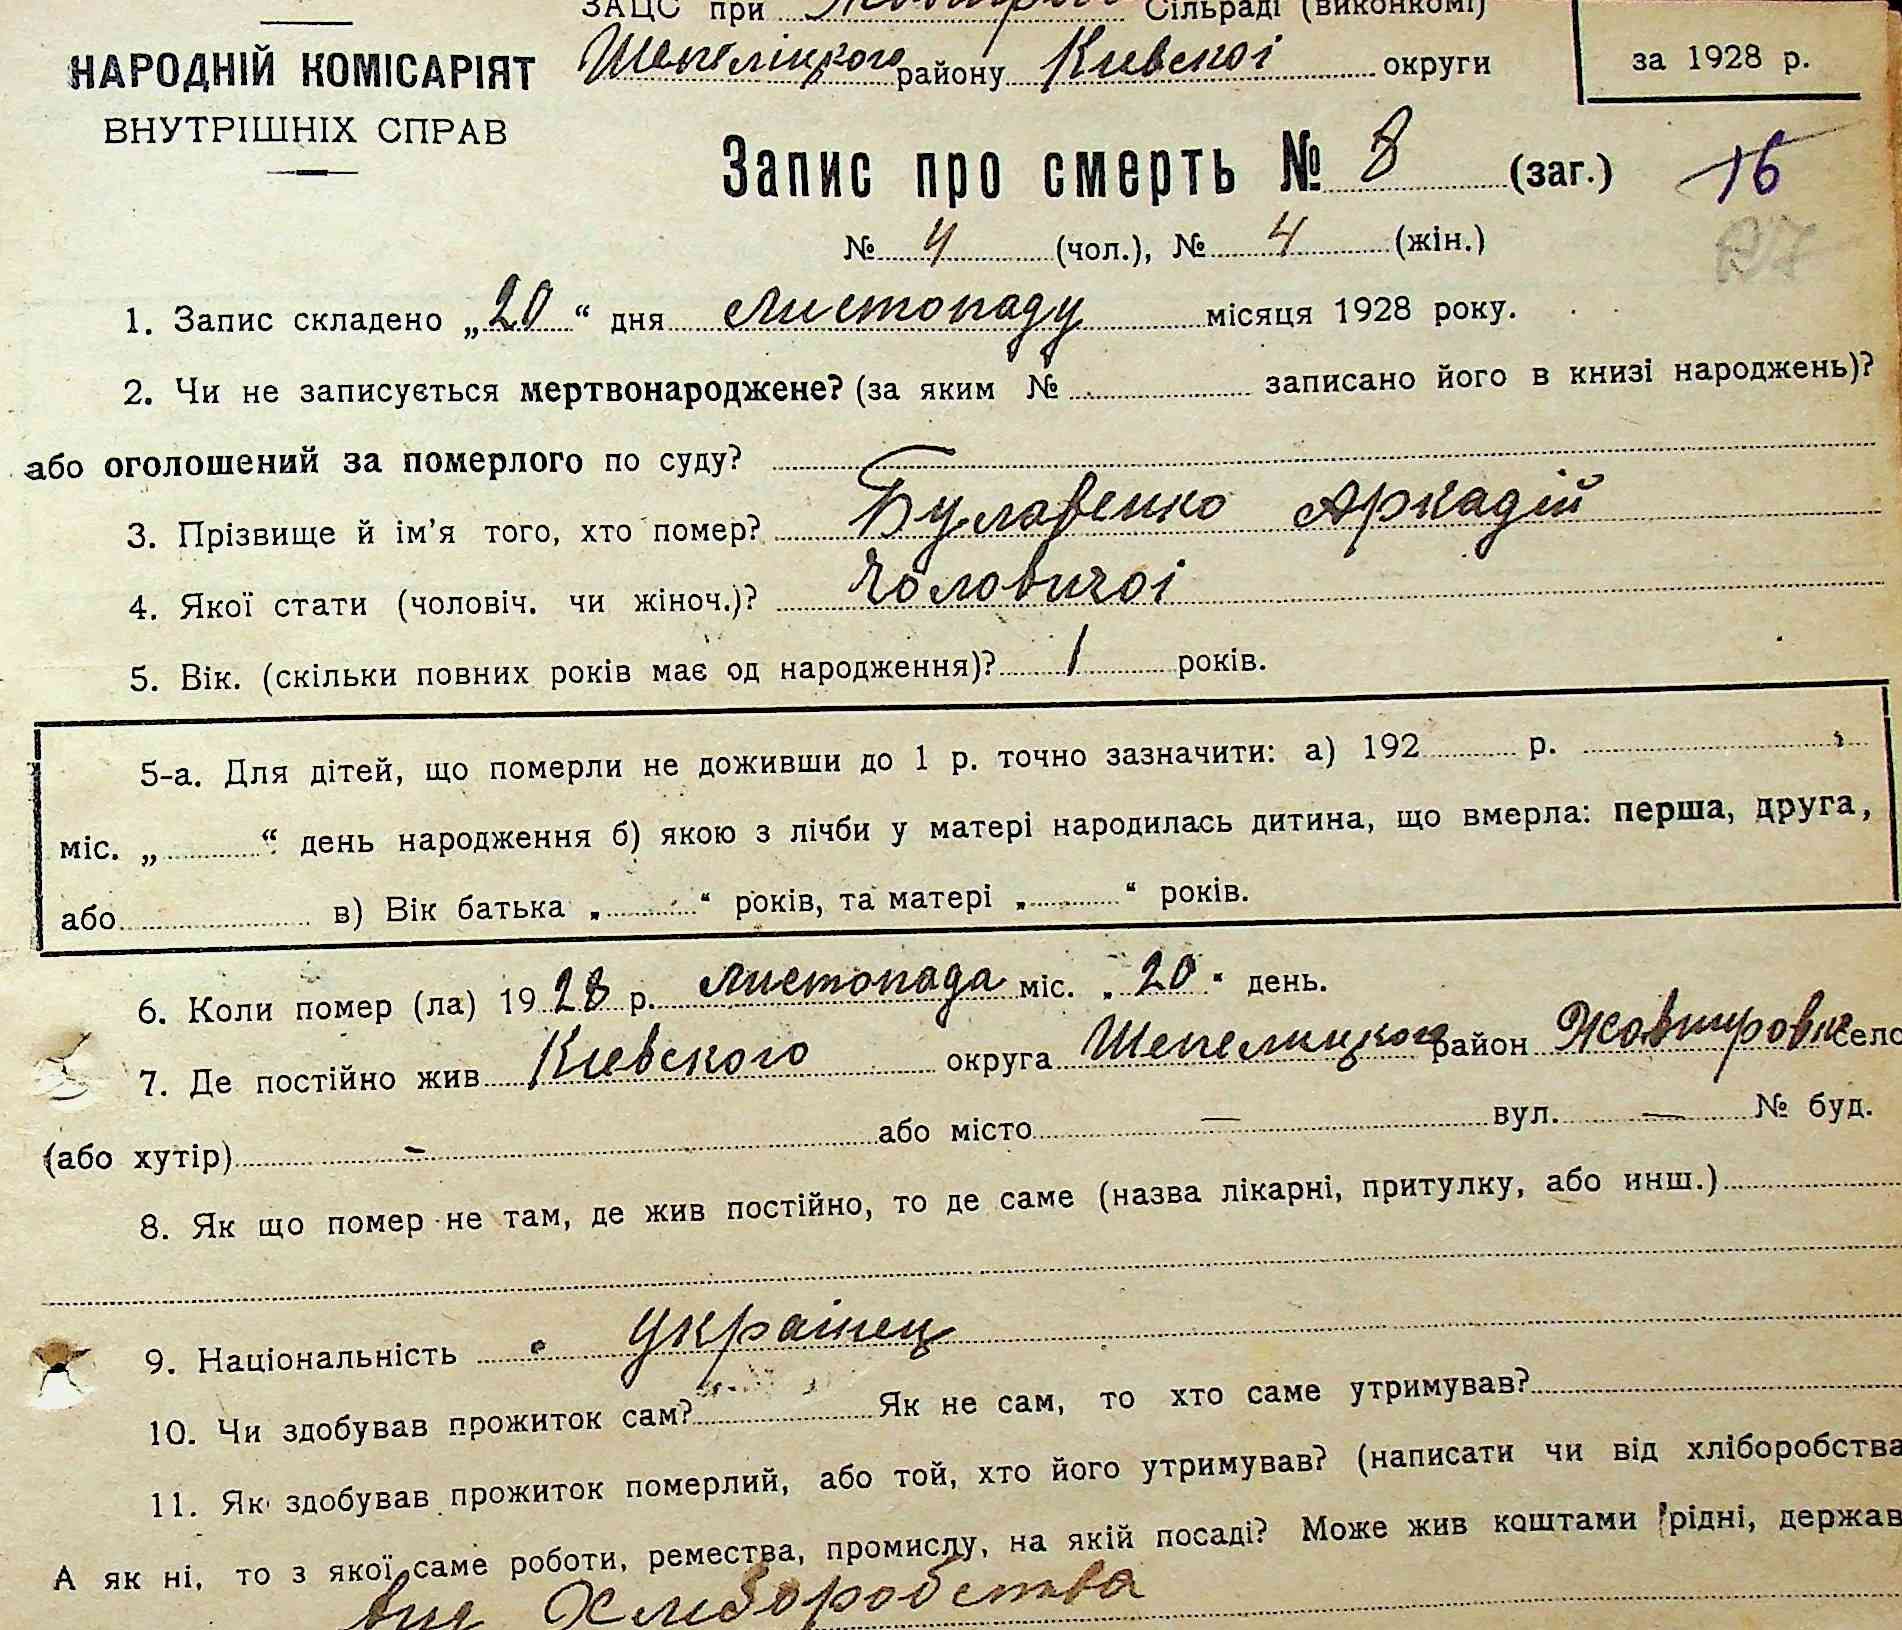 ЗАЦС при Сільраді (виконкомі)
НАРОДНІЙ КОМІСАРІЯТ
ВНУТРІШНІХ СПРАВ
Шепеліцкого району Киевскоі округи
за 1928 р.
Запис про смерть № 8 (заг.)
16
№ 4 (чол.), № 4 (жін.)
1. Запис складено „20“ дня листопаду місяця 1928 року.
2. Чи не записується мертвонароджене? (за яким № записано його в книзі народжень)?
або оголошений за померлого по суду?
3. Прізвище й ім’я того, хто помер? Булавенко Аркадій
4. Якої стати (чоловіч. чи жіноч.)? Чоловичоі
5. Вік. (скільки повних років має од народження)? 1 років.
5-а. Для дітей, що померли не доживши до 1 р. точно зазначити: а) 192 р.
міс. „ “ день народження б) якою з лічби у матері народилась дитина, що вмерла: перша, друга,
або в) Вік батька „ “ років, та матері „ “ років.
6. Коли помер (ла) 1928 р. листопада міс. „20“ день.
7. Де постійно жив Киевского округа Шепелицкого район село
(або хутір) - або місто — вул. — № буд.
8. Як що помер не там, де жив постійно, то де саме (назва лікарні, притулку, або инш.)
9. Національність украінец
10. Чи здобував прожиток сам? Як не сам, то хто саме утримував?
11. Як здобував прожиток померлий, або той, хто його утримував? (написати чи від хліборобства
А як ні, то з якої саме роботи, ремества, промислу, на якій посаді? Може жив коштами рідні, держав
вид Хлиборобства